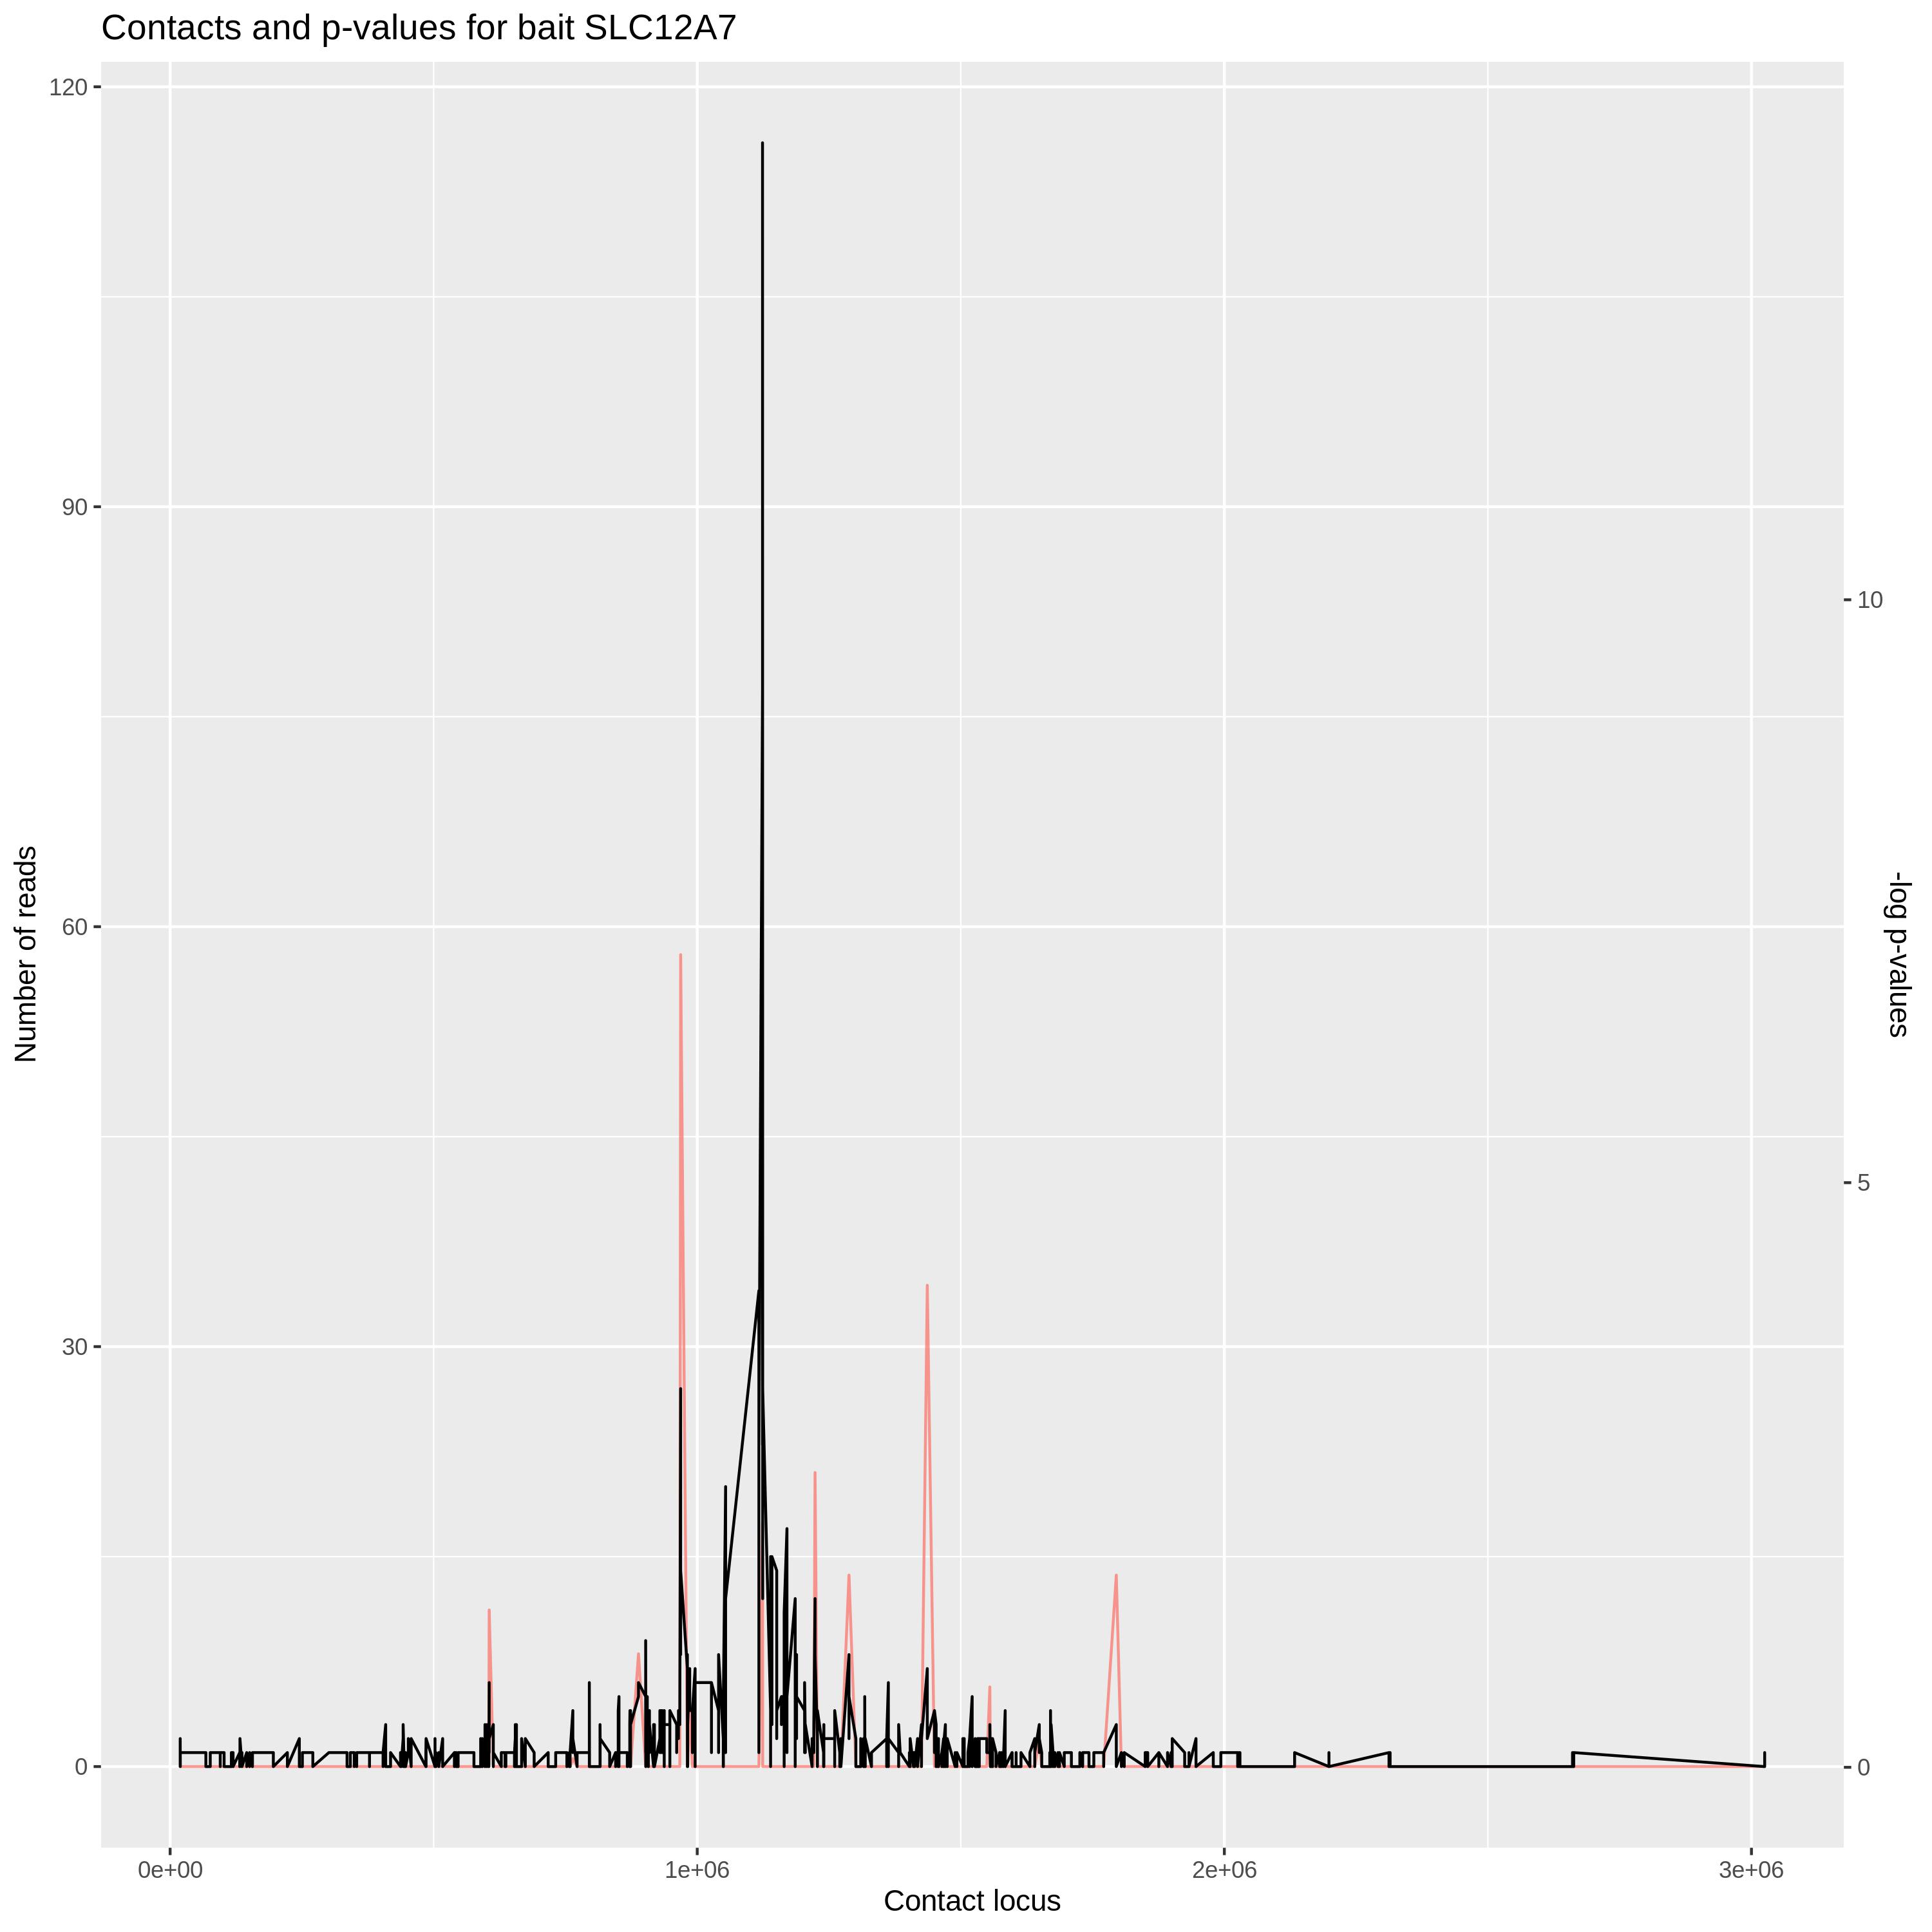 Contacts and p-values for bait SLC12A7
120
90
60
30
0
Number of reads
10
5
0
-log p-values
0e+00
1e+06
2e+06
3e+06
Contact locus